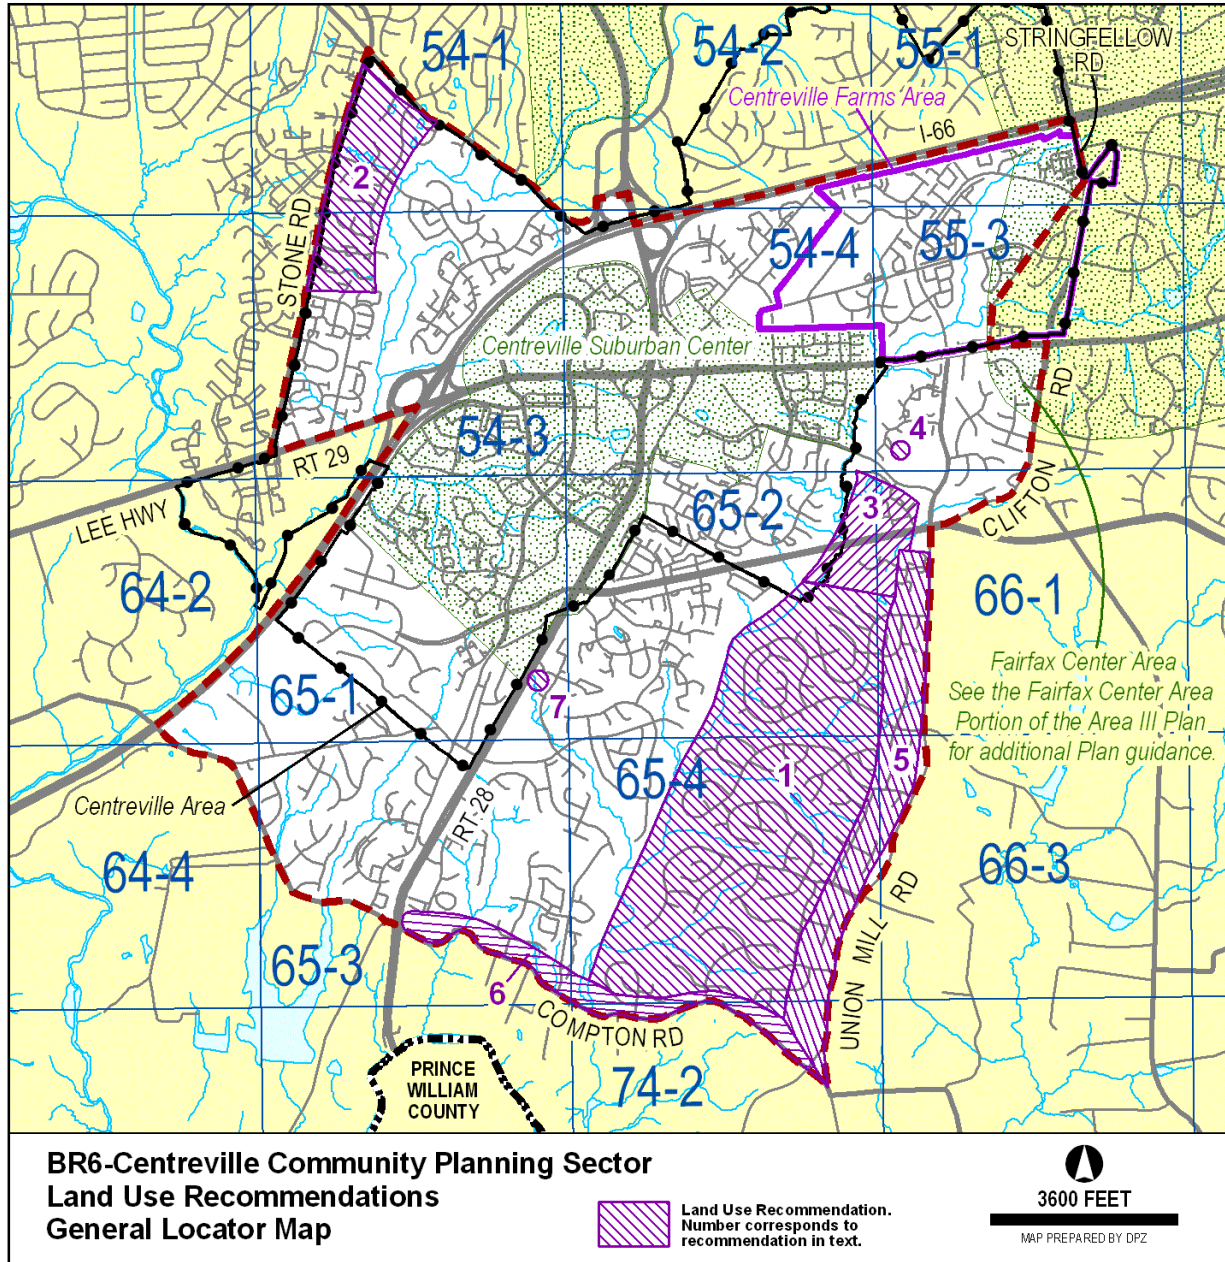 54-1
54-2
55-1
STRINGFELLOW
RD
Centreville Farms Area
I-66
2
STONE RD
54-4
55-3
Centreville Suburban Center
54-3
RT 29
LEE HWY
4
RD
CLIFTON
3
65-2
64-2
66-1
65-1
7
Fairfax Center Area
See the Fairfax Center Area
Portion of the Area III Plan
for additional Plan guidance.
65-4
1
5
Centreville Area
RT-28
64-4
66-3
65-3
6
COMPTON RD
UNION MILL RD
PRINCE
WILLIAM
COUNTY
74-2
BR6-Centreville Community Planning Sector
Land Use Recommendations
General Locator Map
Land Use Recommendation.
Number corresponds to
recommendation in text.
3600 FEET
MAP PREPARED BY DPZ